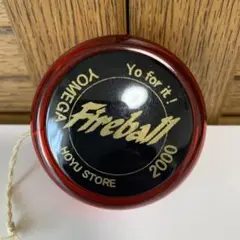 Yo for it!
YOMEGA
Fireball
HOYU STORE
2000